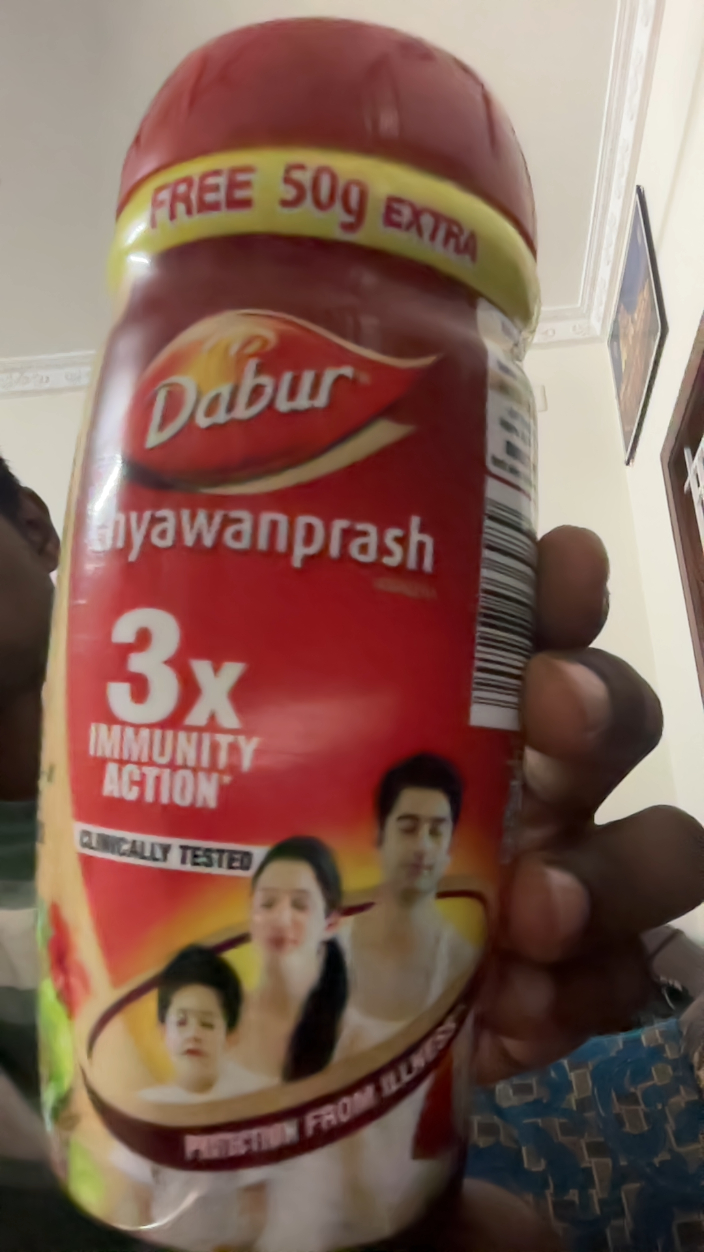 FREE 50g EXTRA
Dabur
hyawanprash
3x
IMMUNITY
ACTION*
CLINICALLY TESTED
PROTECTION FROM ILLNESS